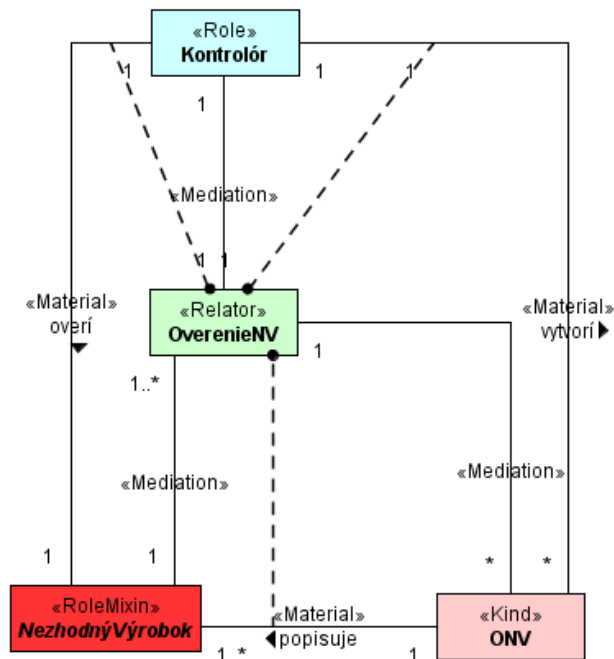 «Role»
Kontrolór
1
1
1
1
1
«Mediation»
1
1
«Material»
overí
«Relator»
OverenieNV
«Material»
vytvorí
1
1..*
«Mediation»
«Mediation»
1
1
*
*
«RoleMixin»
NezhodnýVýrobok
«Material»
popisuje
1..*
1
«Kind»
ONV